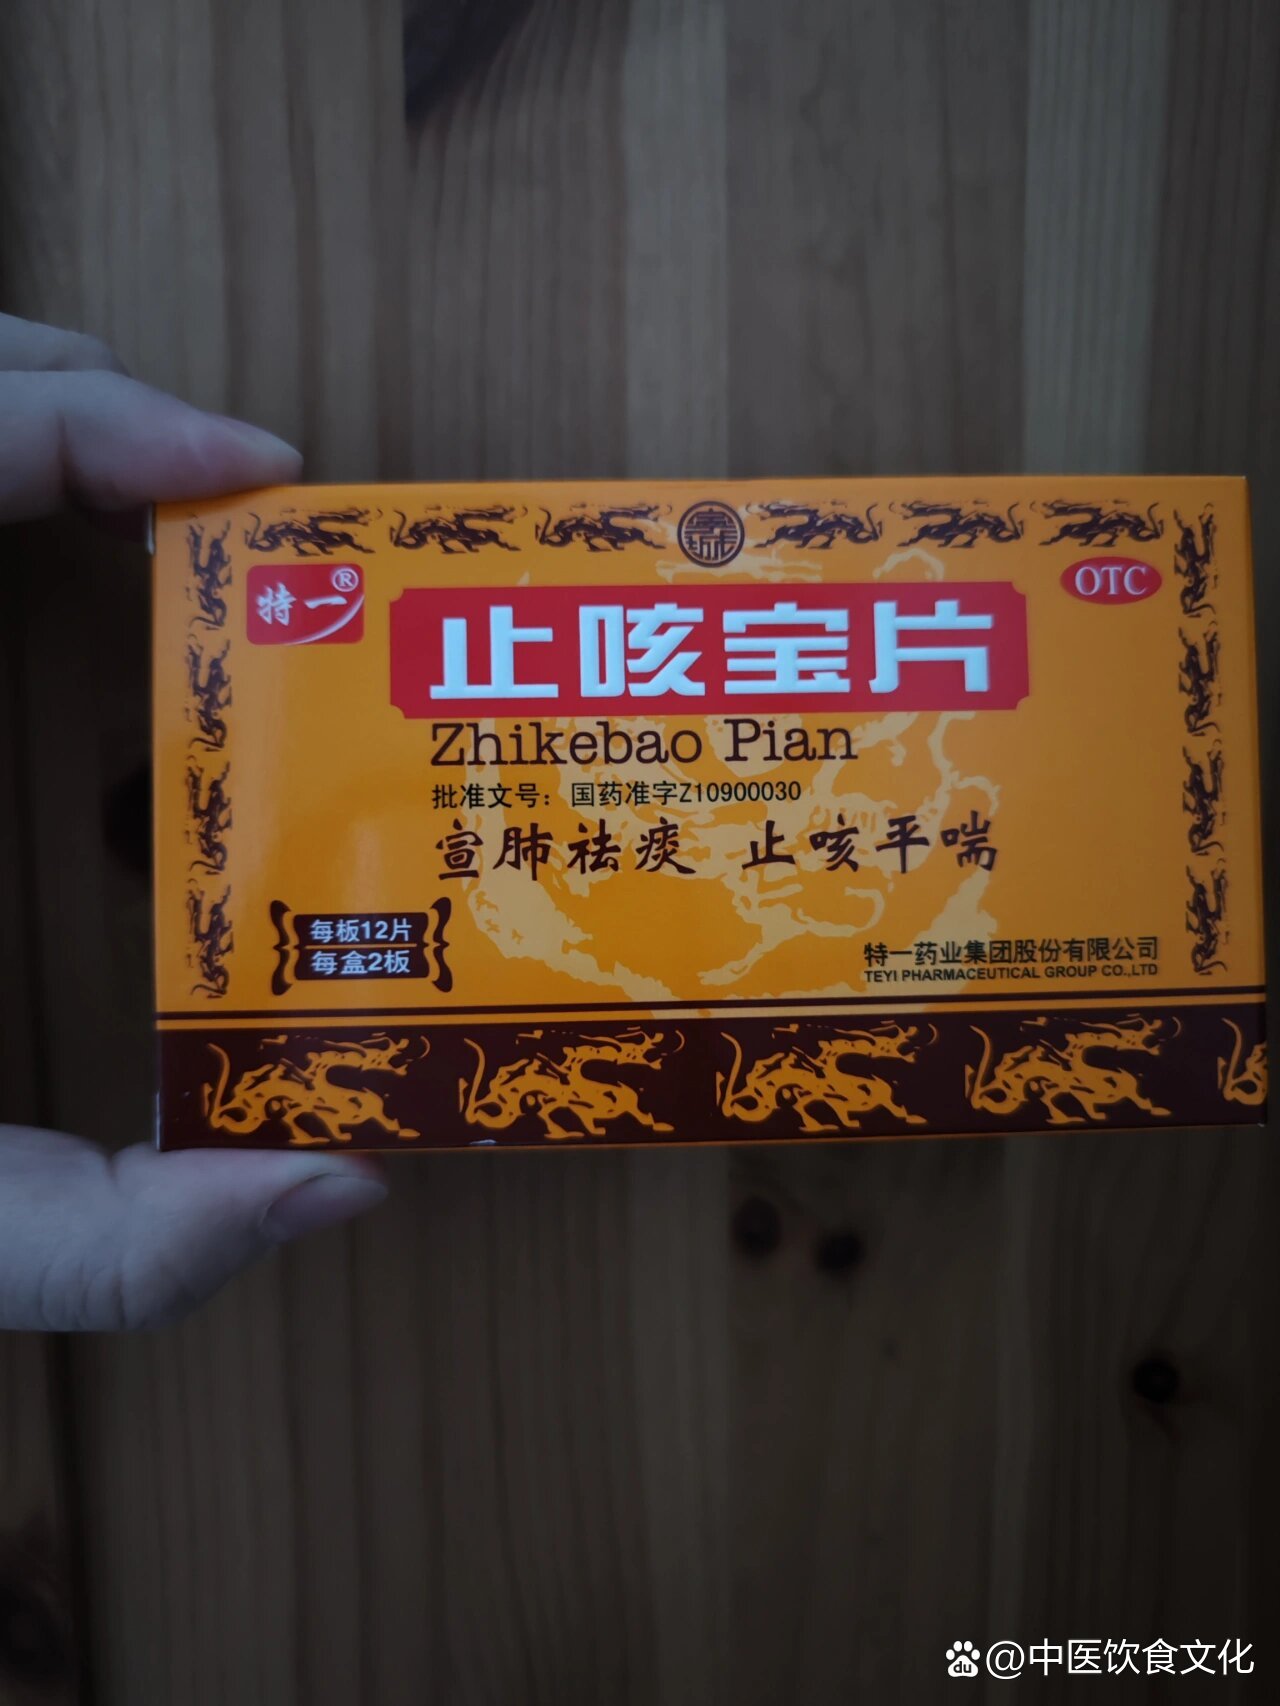 特一®
OTC
止咳宝片
Zhikebao Pian
批准文号：国药准字Z10900030
宣肺祛痰 止咳平喘
每板12片
每盒2板
特一药业集团股份有限公司
TEYI PHARMACEUTICAL GROUP CO.,LTD
du @中医饮食文化